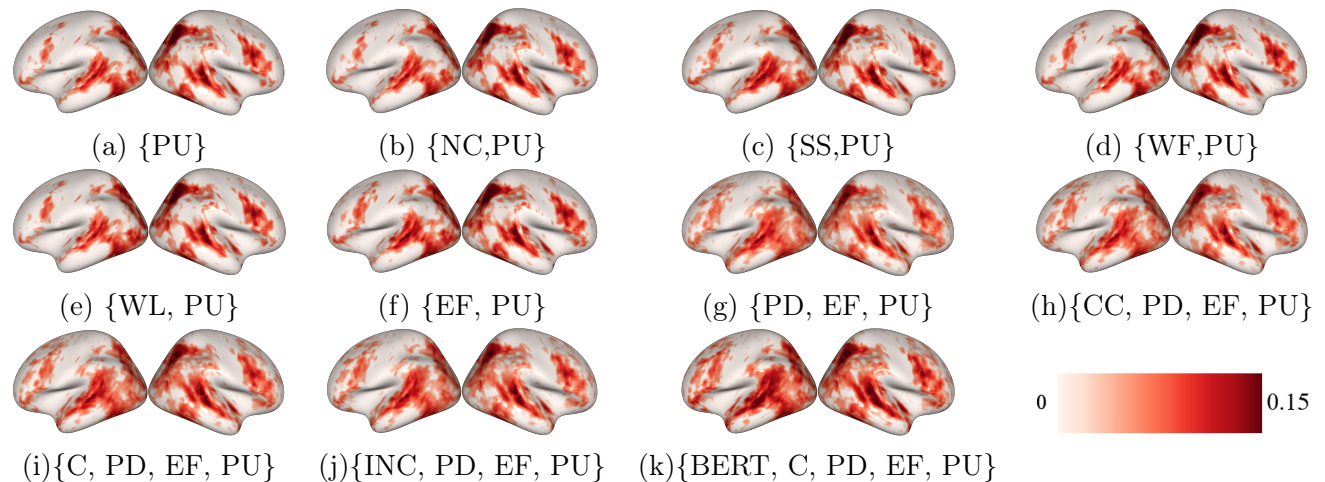 (a) {PU}
(b) {NC,PU}
(c) {SS,PU}
(d) {WF,PU}
(e) {WL, PU}
(f) {EF, PU}
(g) {PD, EF, PU}
(h){CC, PD, EF, PU}
0
0.15
(i){C, PD, EF, PU}
(j){INC, PD, EF, PU}
(k){BERT, C, PD, EF, PU}